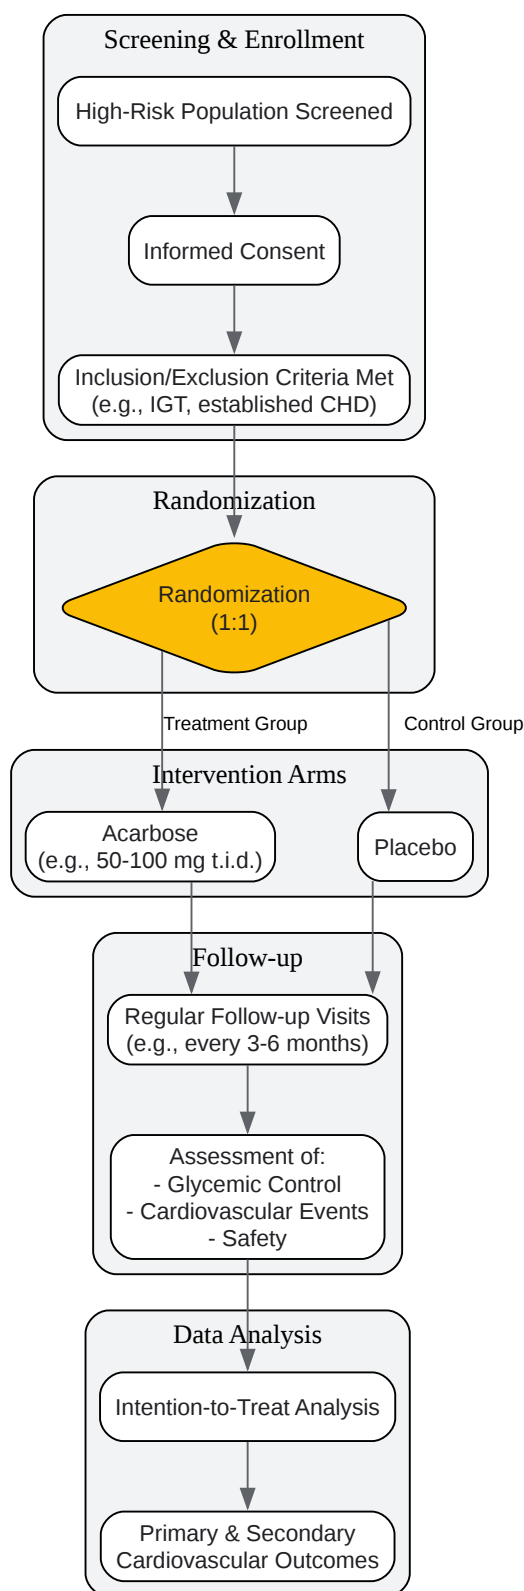 Screening & Enrollment
High-Risk Population Screened
Informed Consent
Inclusion/Exclusion Criteria Met
(e.g., IGT, established CHD)
Randomization
Randomization
(1:1)
Treatment Group
Control Group
Intervention Arms
Acarbose
(e.g., 50-100 mg t.i.d.)
Placebo
Follow-up
Regular Follow-up Visits
(e.g., every 3-6 months)
Assessment of:
- Glycemic Control
- Cardiovascular Events
- Safety
Data Analysis
Intention-to-Treat Analysis
Primary & Secondary
Cardiovascular Outcomes